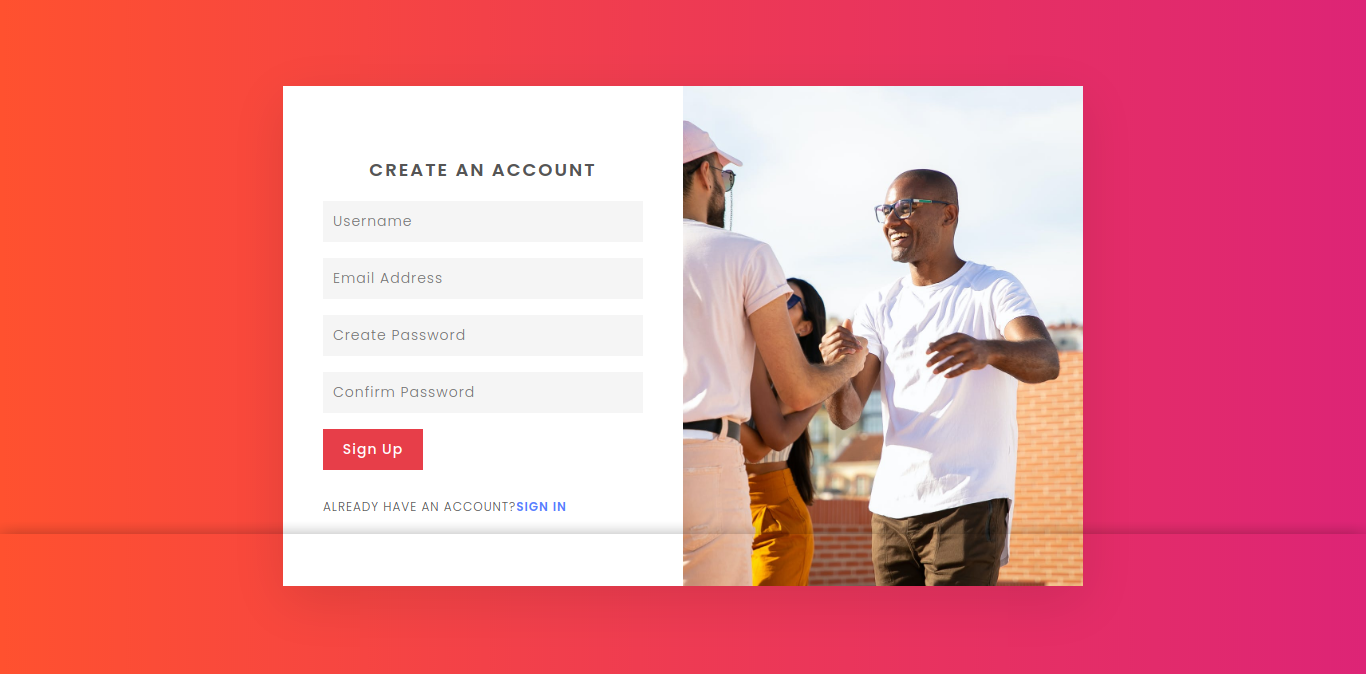 CREATE AN ACCOUNT
Username
Email Address
Create Password
Confirm Password
Sign Up
ALREADY HAVE AN ACCOUNT?SIGN IN